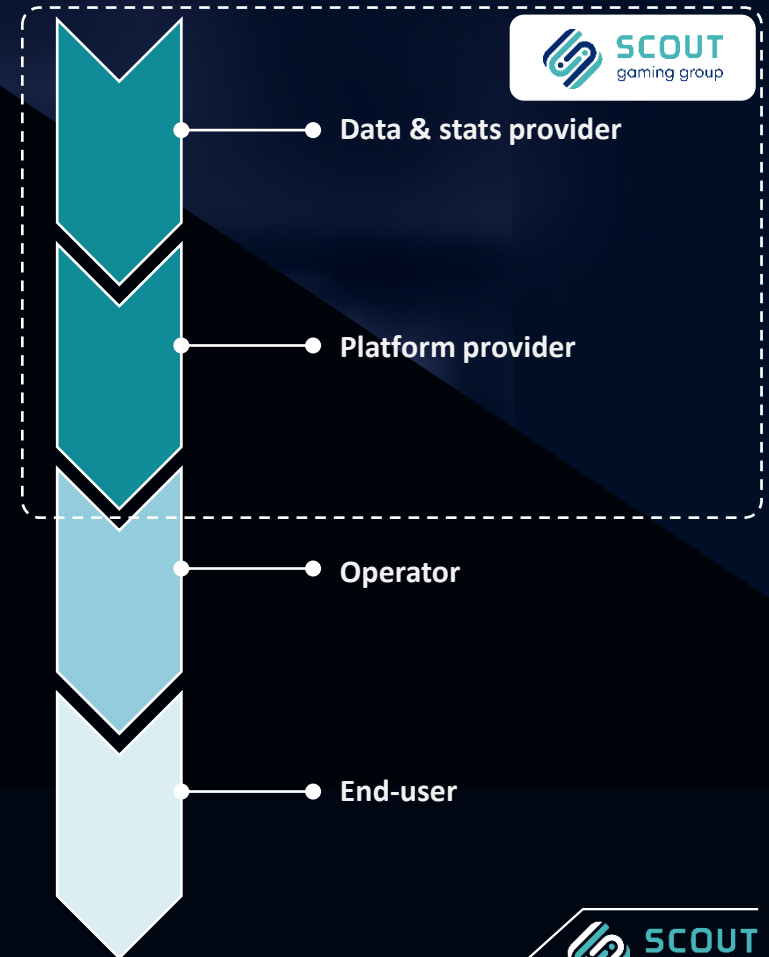 SCOUT
gaming group
Data & stats provider
Platform provider
Operator
End-user
SCOUT